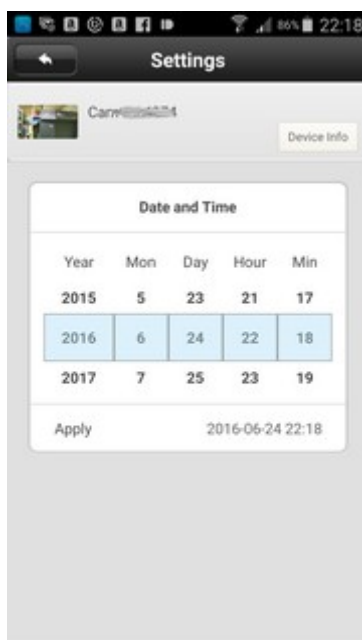 86% 22:18
Settings
Device Info
Date and Time
Year Mon Day Hour Min
2015 5 23 21 17
2016 6 24 22 18
2017 7 25 23 19
Apply 2016-06-24 22:18